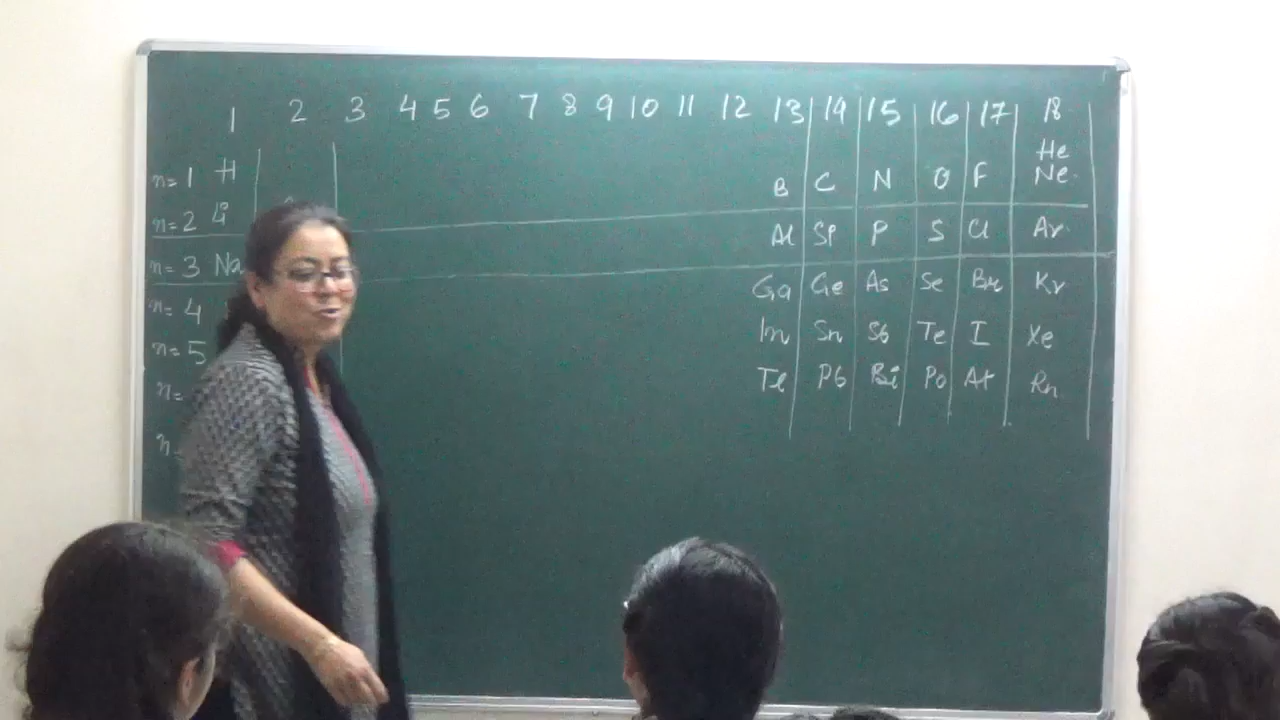 1 2 3 4 5 6 7 8 9 10 11 12 13 14 15 16 17 18
He
n=1 H B C N O F Ne
n=2 Li
n=3 Na Al Si P S Cl Ar
n=4 Ga Ge As Se Br Kr
n=5 In Sn Sb Te I Xe
n= Tl Pb Bi Po At Rn
n=